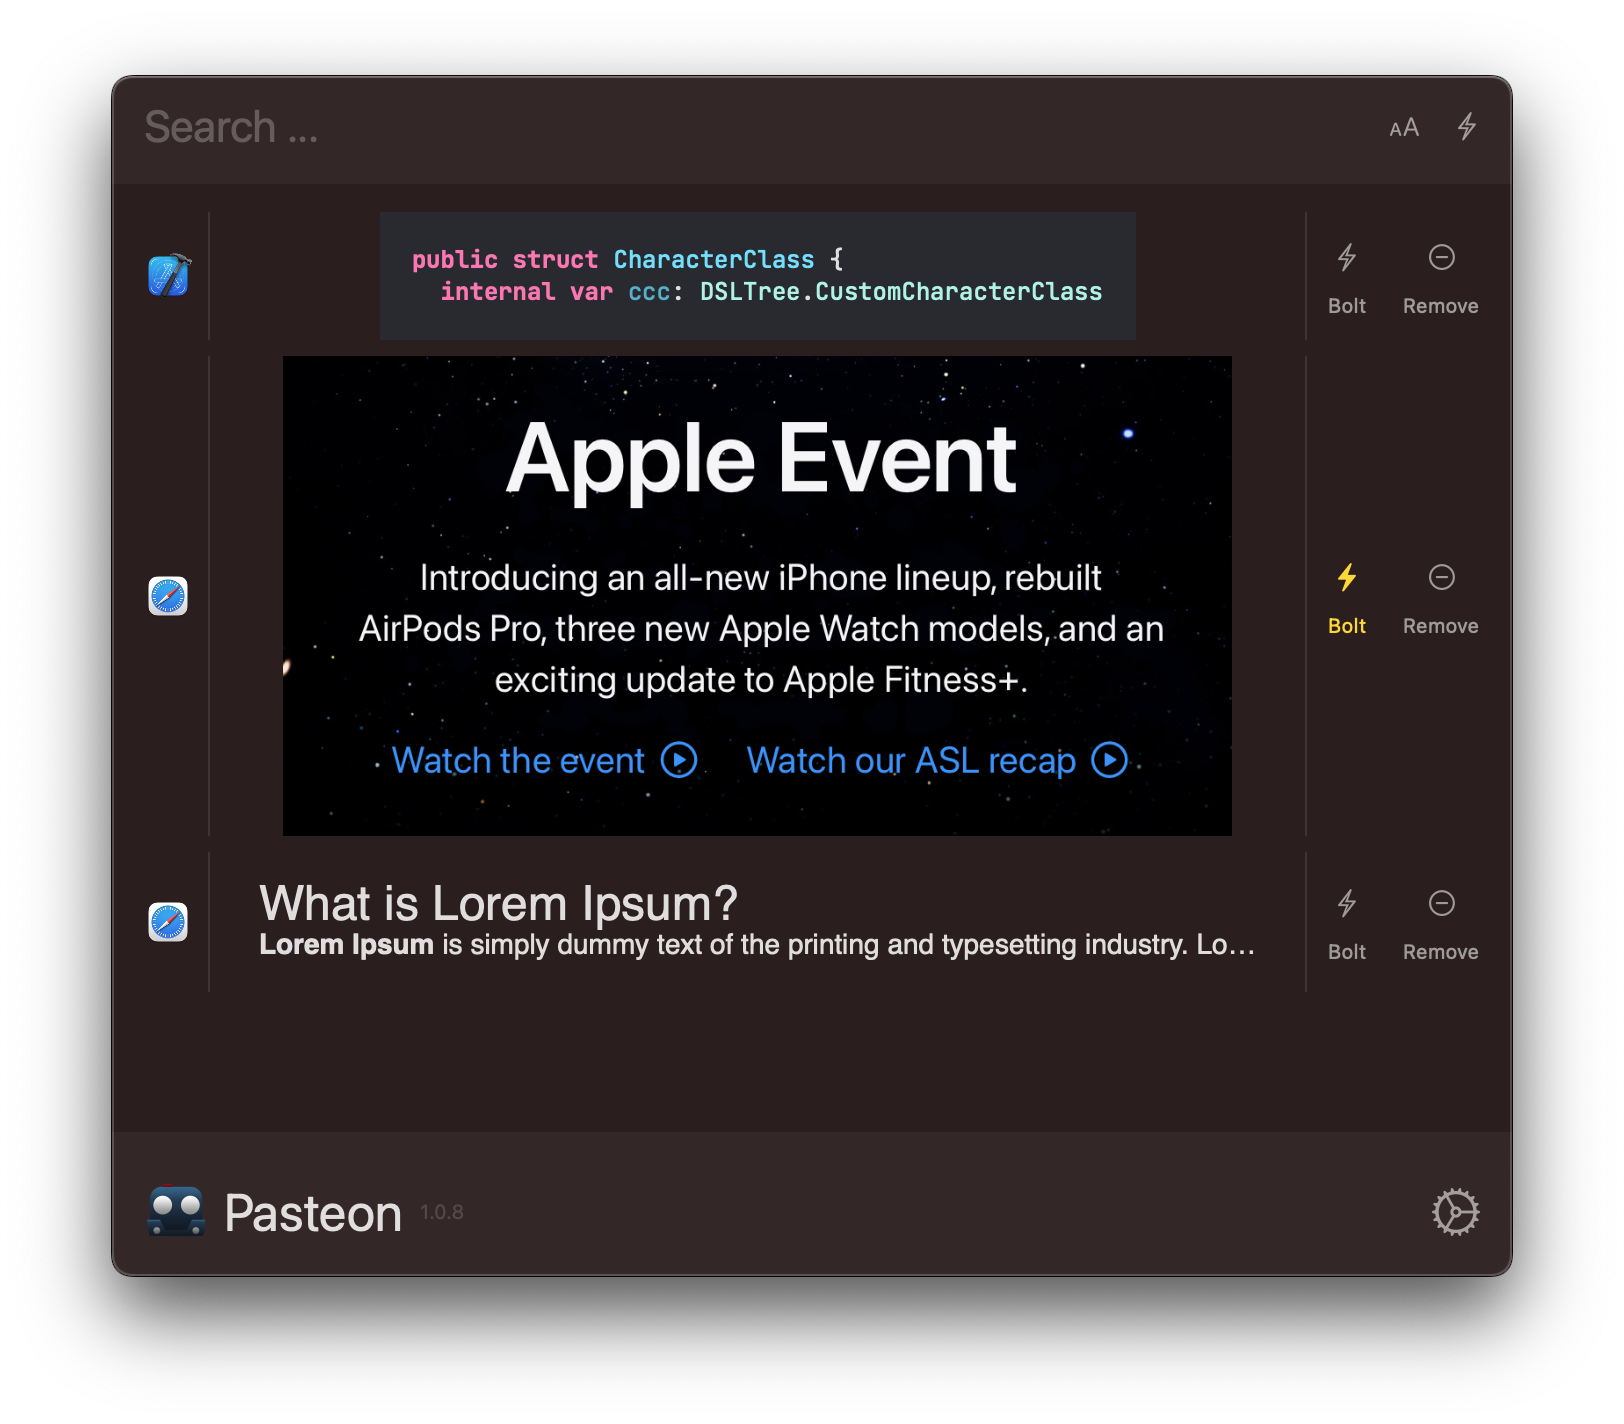 Search ...
AA
public struct CharacterClass {
internal var ccc: DSLTree.CustomCharacterClass
Bolt Remove
Apple Event
Introducing an all-new iPhone lineup, rebuilt
AirPods Pro, three new Apple Watch models, and an
exciting update to Apple Fitness+.
Watch the event Watch our ASL recap
Bolt Remove
What is Lorem Ipsum?
Lorem Ipsum is simply dummy text of the printing and typesetting industry. Lo...
Bolt Remove
Pasteon 1.0.8